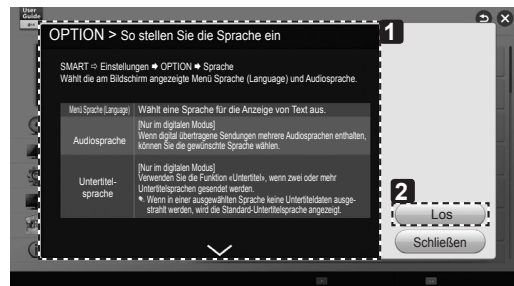 User
Guide
OPTION > So stellen Sie die Sprache ein
1
SMART ⇨ Einstellungen ➡ OPTION ➡ Sprache
Wählt die am Bildschirm angezeigte Menü Sprache (Language) und Audiosprache.
Menü Sprache (Language) Wählt eine Sprache für die Anzeige von Text aus.
Audiosprache
[Nur im digitalen Modus]
Wenn digital übertragene Sendungen mehrere Audiosprachen enthalten,
können Sie die gewünschte Sprache wählen.
Untertitel-
sprache
[Nur im digitalen Modus]
Verwenden Sie die Funktion «Untertitel», wenn zwei oder mehr
Untertitelsprachen gesendet werden.
Wenn in einer ausgewählten Sprache keine Untertiteldaten ausge-
strahlt werden, wird die Standard-Untertitelsprache angezeigt.
2
Los
Schließen